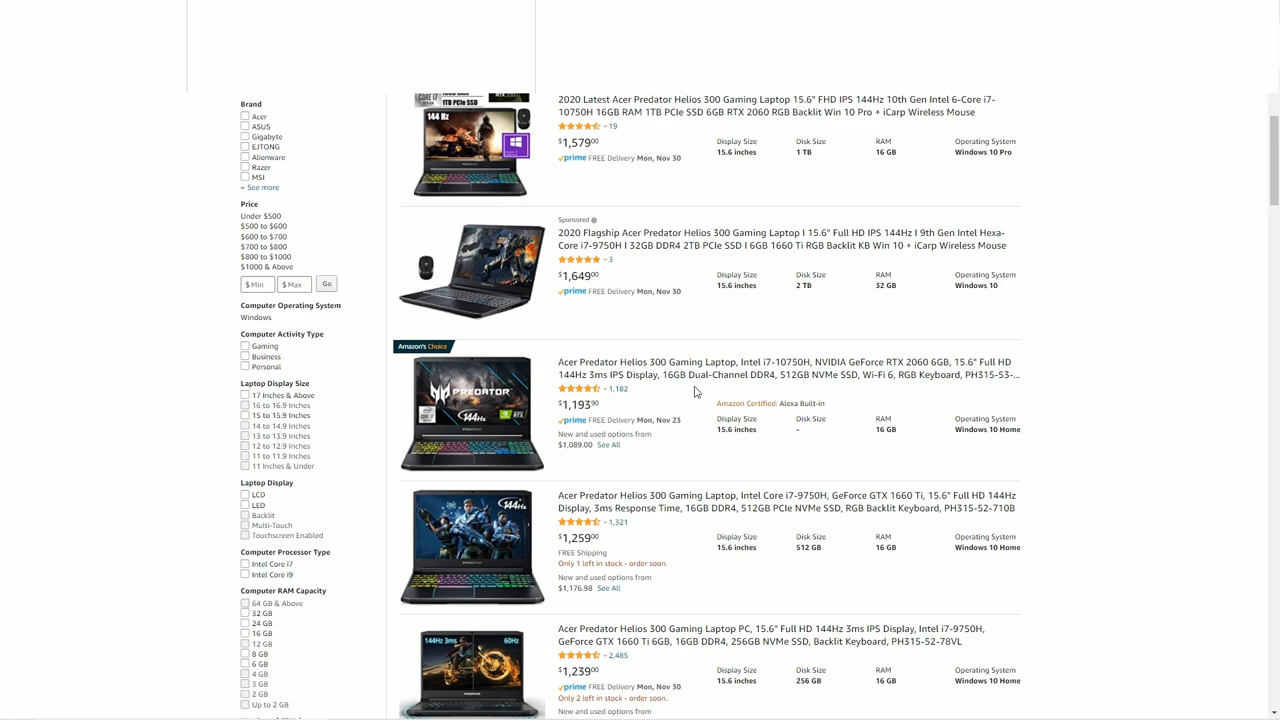 Brand
Acer
ASUS
Gigabyte
EJTONG
Alienware
Razer
MSI
See more
Price
Under $500
$500 to $600
$600 to $700
$700 to $800
$800 to $1000
$1000 & Above
$ Min $ Max Go
Computer Operating System
Windows
Computer Activity Type
Gaming
Business
Personal
Laptop Display Size
17 Inches & Above
16 to 16.9 Inches
15 to 15.9 Inches
14 to 14.9 Inches
13 to 13.9 Inches
12 to 12.9 Inches
11 to 11.9 Inches
11 Inches & Under
Laptop Display
LCD
LED
Backlit
Multi-Touch
Touchscreen Enabled
Computer Processor Type
Intel Core i7
Intel Core i9
Computer RAM Capacity
64 GB & Above
32 GB
24 GB
16 GB
12 GB
8 GB
6 GB
4 GB
3 GB
2 GB
Up to 2 GB
CORE i7
1TB PCIe SSD
144 Hz
2020 Latest Acer Predator Helios 300 Gaming Laptop 15.6" FHD IPS 144Hz 10th Gen Intel 6-Core i7-
10750H 16GB RAM 1TB PCIe SSD 6GB RTX 2060 RGB Backlit Win 10 Pro + iCarp Wireless Mouse
19
$1,57900
prime FREE Delivery Mon, Nov 30
Display Size Disk Size RAM Operating System
15.6 inches 1 TB 16 GB Windows 10 Pro
Sponsored
2020 Flagship Acer Predator Helios 300 Gaming Laptop I 15.6" Full HD IPS 144Hz I 9th Gen Intel Hexa-
Core i7-9750H I 32GB DDR4 2TB PCIe SSD I 6GB 1660 Ti RGB Backlit KB Win 10 + iCarp Wireless Mouse
3
$1,64900
prime FREE Delivery Mon, Nov 30
Display Size Disk Size RAM Operating System
15.6 inches 2 TB 32 GB Windows 10
Amazon's Choice
PREDATOR
144Hz
Acer Predator Helios 300 Gaming Laptop, Intel i7-10750H, NVIDIA GeForce RTX 2060 6GB, 15.6" Full HD
144Hz 3ms IPS Display, 16GB Dual-Channel DDR4, 512GB NVMe SSD, Wi-Fi 6, RGB Keyboard, PH315-53-...
1,182
$1,19390
prime FREE Delivery Mon, Nov 23
New and used options from
$1,089.00 See All
Amazon Certified: Alexa Built-in
Display Size Disk Size RAM Operating System
15.6 inches - 16 GB Windows 10 Home
144Hz
Acer Predator Helios 300 Gaming Laptop, Intel Core i7-9750H, GeForce GTX 1660 Ti, 15.6" Full HD 144Hz
Display, 3ms Response Time, 16GB DDR4, 512GB PCIe NVMe SSD, RGB Backlit Keyboard, PH315-52-710B
1,321
$1,25900
FREE Shipping
Only 1 left in stock - order soon.
New and used options from
$1,176.98 See All
Display Size Disk Size RAM Operating System
15.6 inches 512 GB 16 GB Windows 10 Home
144Hz 3ms 60Hz
Acer Predator Helios 300 Gaming Laptop PC, 15.6" Full HD 144Hz 3ms IPS Display, Intel i7-9750H,
GeForce GTX 1660 Ti 6GB, 16GB DDR4, 256GB NVMe SSD, Backlit Keyboard, PH315-52-78VL
2,485
$1,23900
prime FREE Delivery Mon, Nov 30
Only 2 left in stock - order soon.
New and used options from
Display Size Disk Size RAM Operating System
15.6 inches 256 GB 16 GB Windows 10 Home